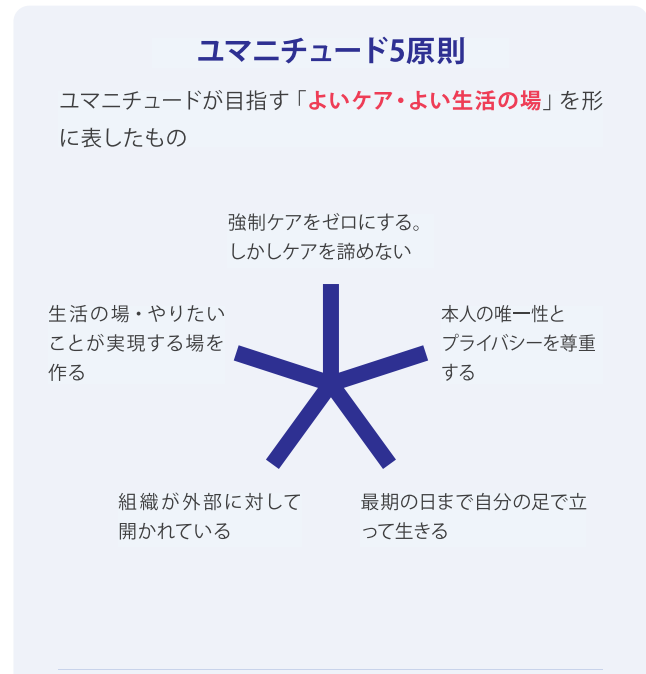 ユマニチュード5原則
ユマニチュードが目指す「よいケア・よい生活の場」を形
に表したもの
強制ケアをゼロにする。
しかしケアを諦めない
本人の唯一性と
プライバシーを尊重
する
最期の日まで自分の足で立
って生きる
組織が外部に対して
開かれている
生活の場・やりたい
ことが実現する場を
作る